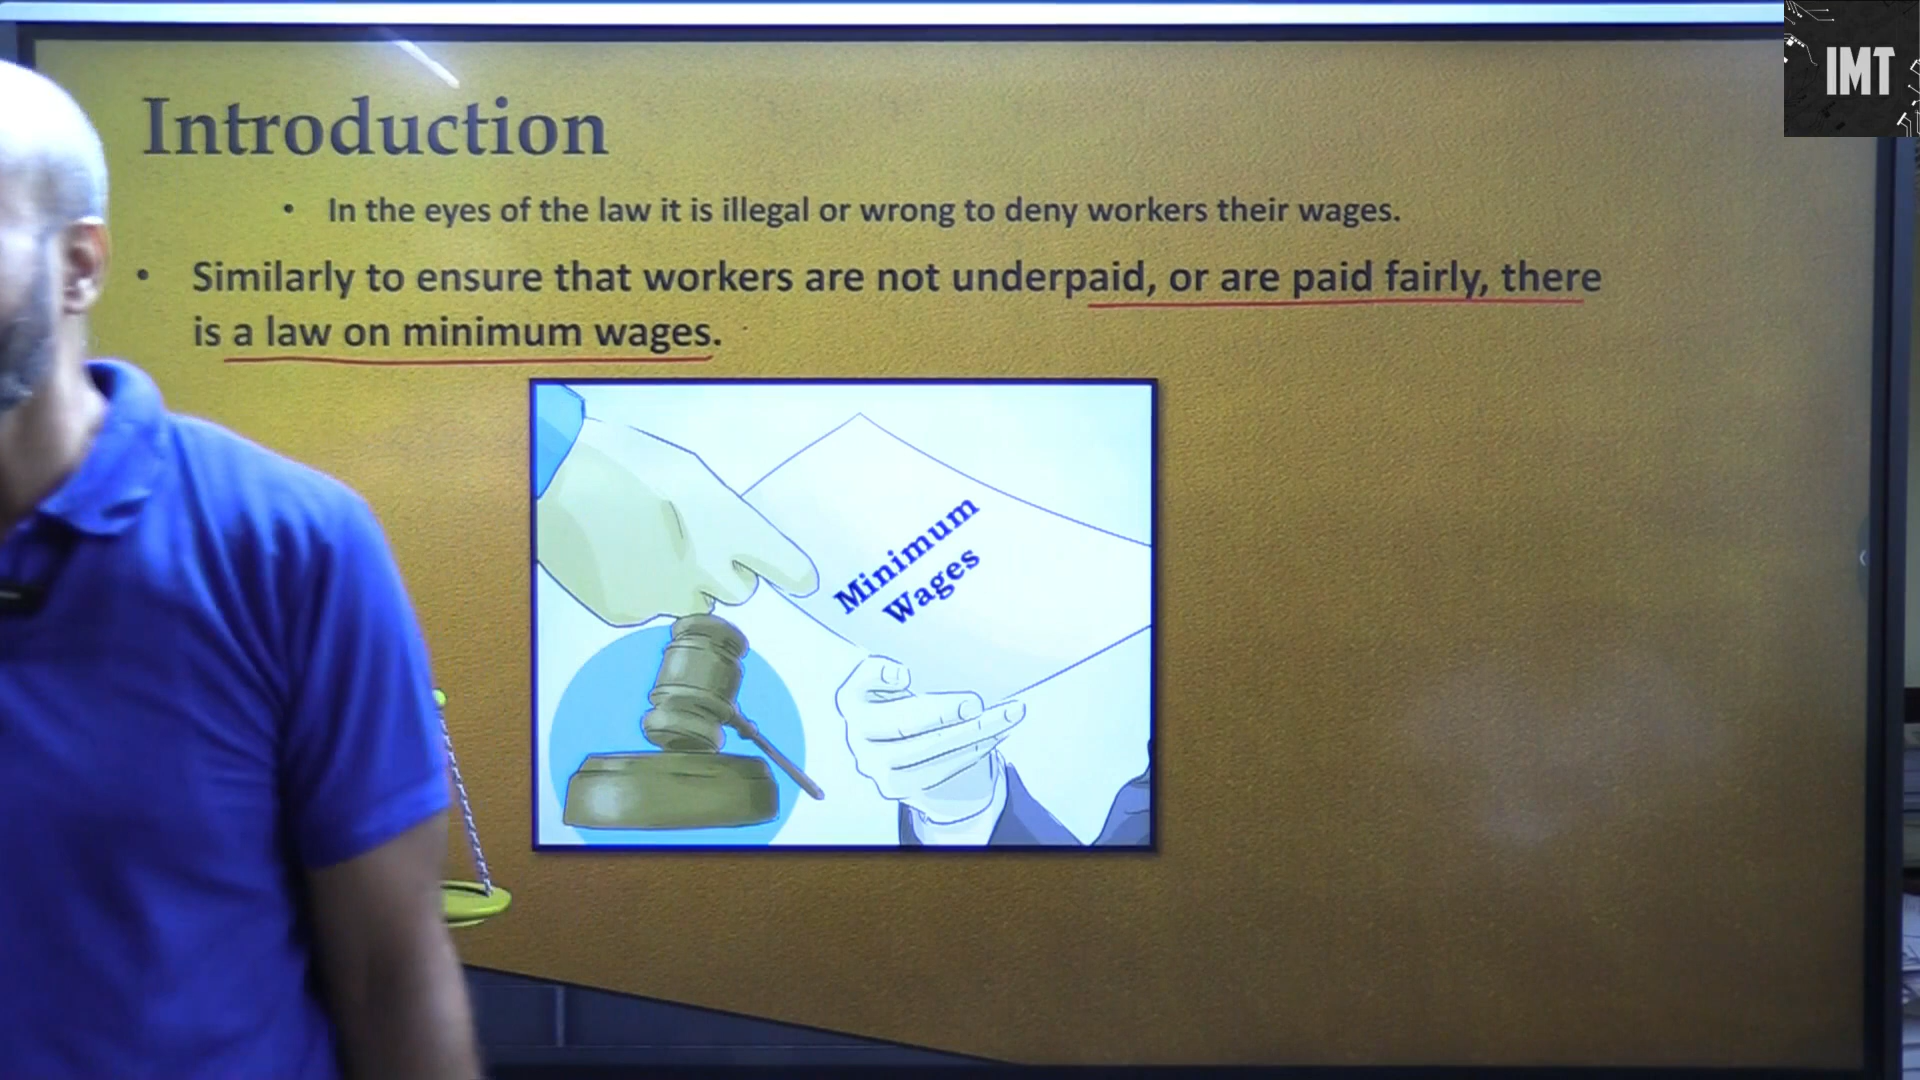 IMT
Introduction
• In the eyes of the law it is illegal or wrong to deny workers their wages.
• Similarly to ensure that workers are not underpaid, or are paid fairly, there
is a law on minimum wages.
Minimum
Wages